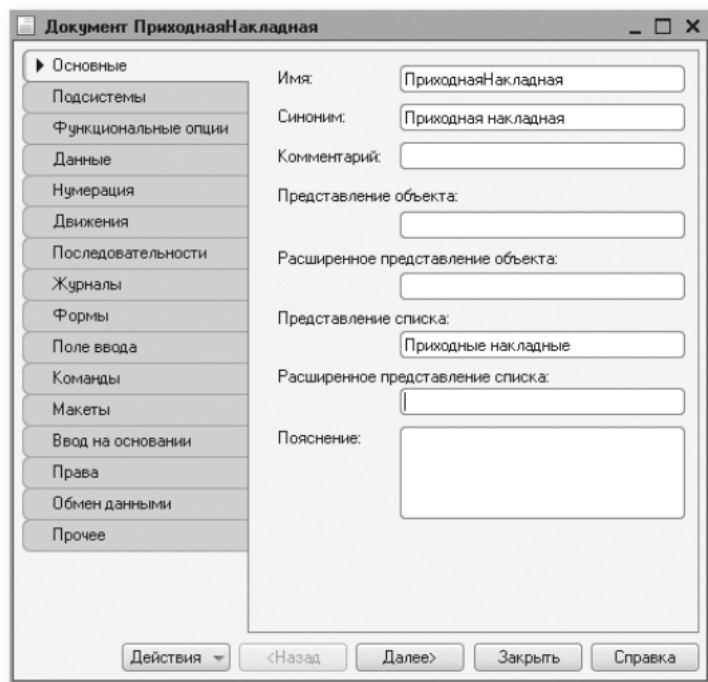 Документ ПриходнаяНакладная
Основные
Подсистемы
Функциональные опции
Данные
Нумерация
Движения
Последовательности
Журналы
Формы
Поле ввода
Команды
Макеты
Ввод на основании
Права
Обмен данными
Прочее
Имя: ПриходнаяНакладная
Синоним: Приходная накладная
Комментарий:
Представление объекта:
Расширенное представление объекта:
Представление списка:
Приходные накладные
Расширенное представление списка:
Пояснение:
Действия <Назад Далее> Закрыть Справка